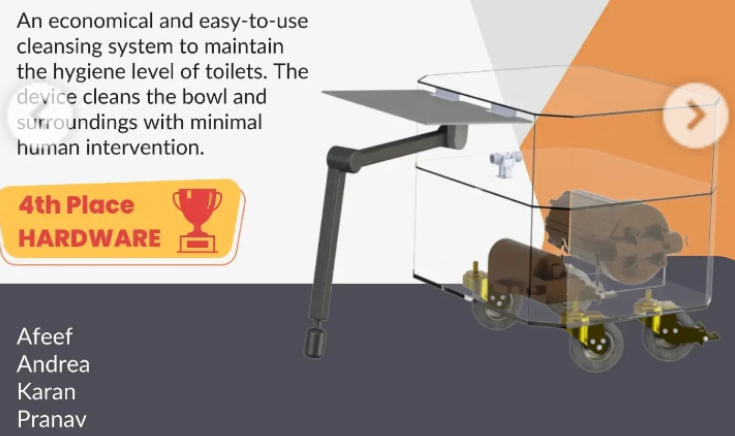 An economical and easy-to-use
cleansing system to maintain
the hygiene level of toilets. The
device cleans the bowl and
surroundings with minimal
human intervention.
4th Place
HARDWARE
Afeef
Andrea
Karan
Pranav